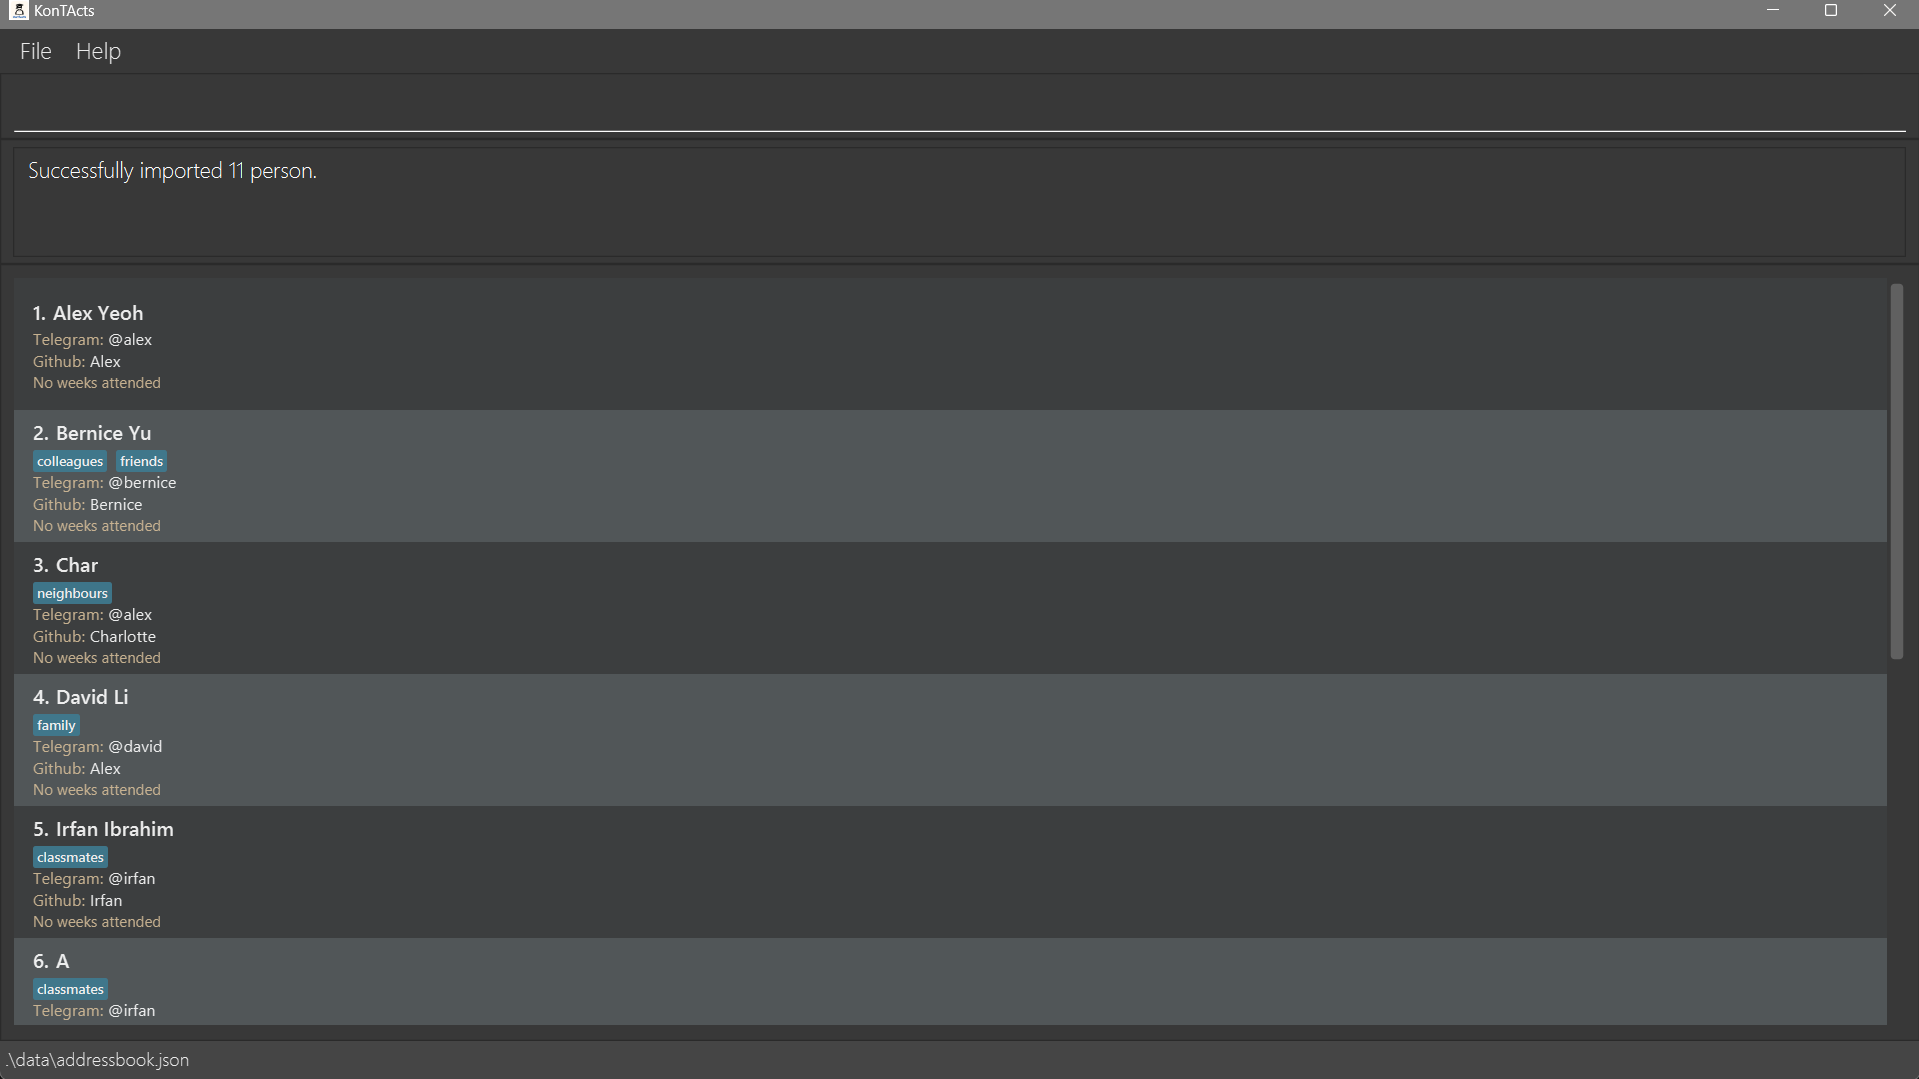 KonTActs
File Help
Successfully imported 11 person.
1. Alex Yeoh
Telegram: @alex
Github: Alex
No weeks attended
2. Bernice Yu
colleagues friends
Telegram: @bernice
Github: Bernice
No weeks attended
3. Char
neighbours
Telegram: @alex
Github: Charlotte
No weeks attended
4. David Li
family
Telegram: @david
Github: Alex
No weeks attended
5. Irfan Ibrahim
classmates
Telegram: @irfan
Github: Irfan
No weeks attended
6. A
classmates
Telegram: @irfan
.\data\addressbook.json